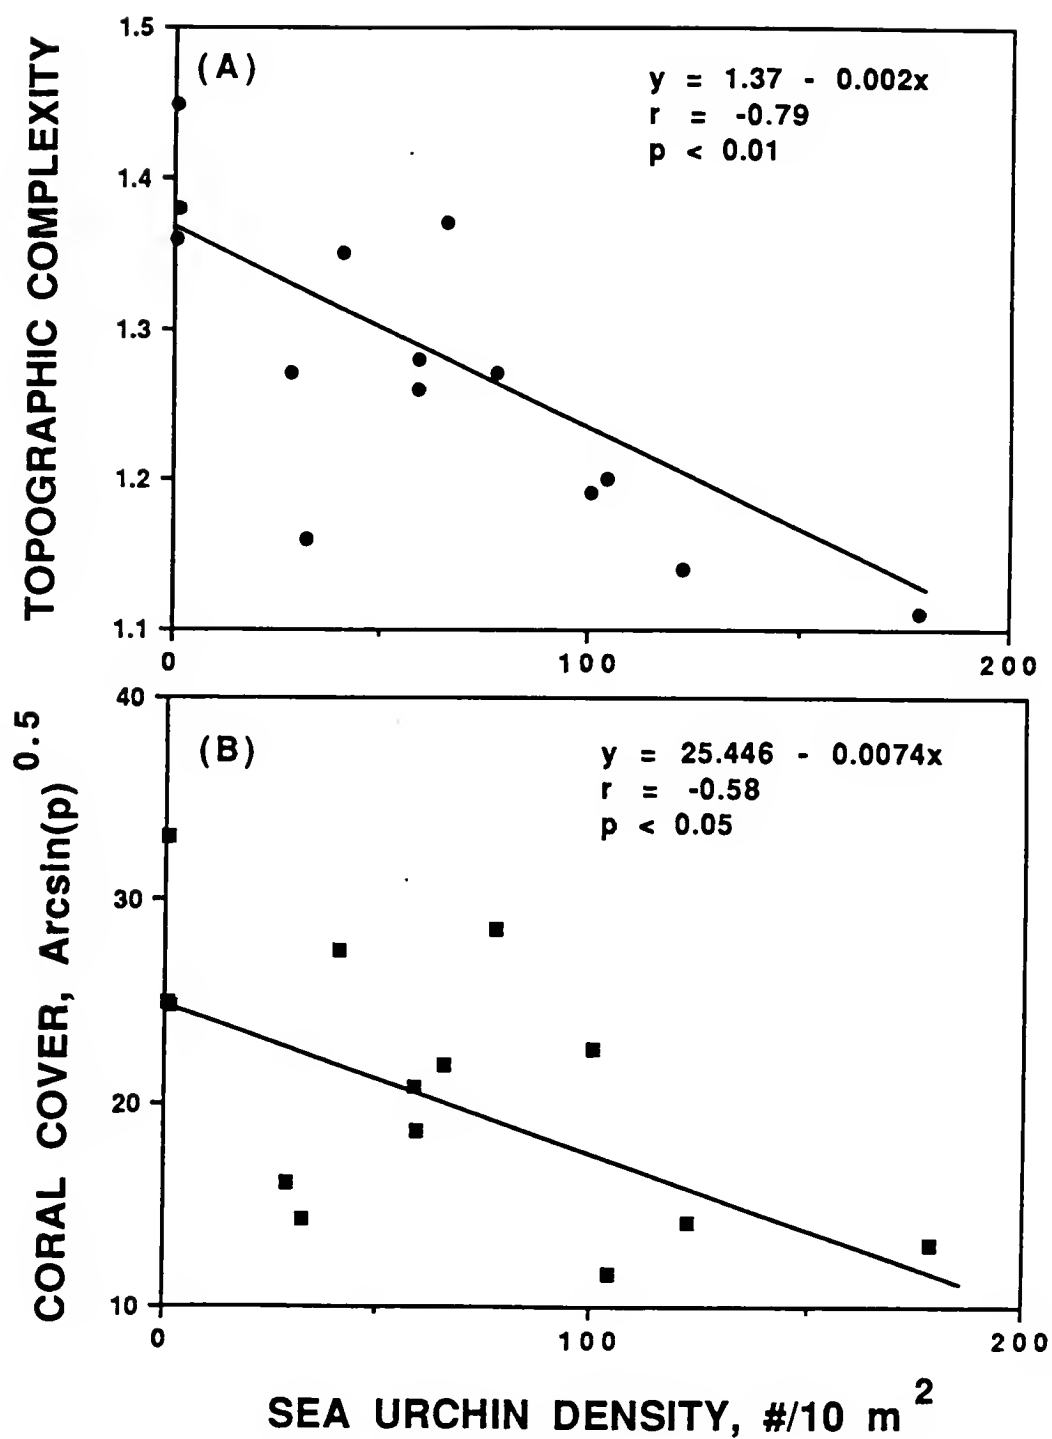 1.5
(A)
y = 1.37 - 0.002x
r = -0.79
p < 0.01
1.4
1.3
1.2
1.1
TOPOGRAPHIC COMPLEXITY
0 100 200
40
(B)
y = 25.446 - 0.0074x
r = -0.58
p < 0.05
30
20
10
CORAL COVER, Arcsin(p)^0.5
0 100 200
SEA URCHIN DENSITY, #/10 m^2